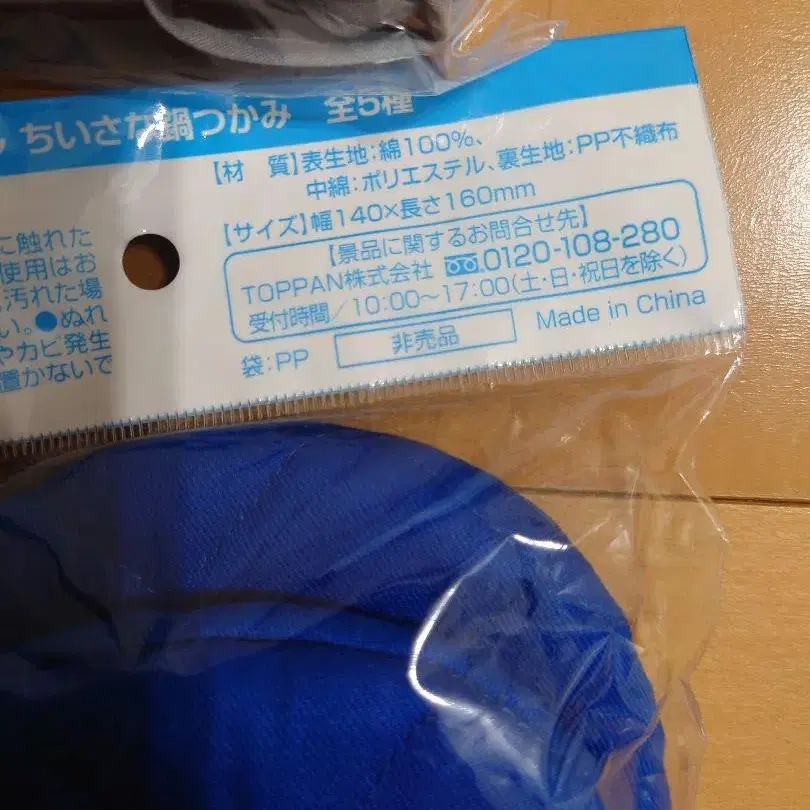 ちいさな鍋つかみ 全5種
【材 質】表生地:綿100%、
中綿:ポリエステル、裏生地:PP不織布
【サイズ】幅140×長さ160mm
【景品に関するお問合せ先】
TOPPAN株式会社 0120-108-280
受付時間/10:00〜17:00(土・日・祝日を除く)
袋:PP 非売品 Made in China
に触れた
使用はお
汚れた場
い。●ぬれ
やカビ発生
置かないで